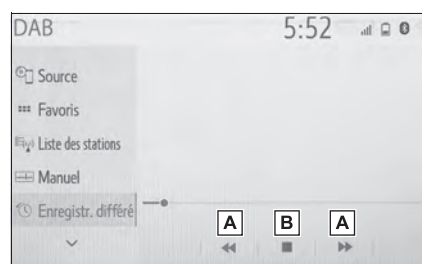 DAB 5:52
Source
Favoris
Liste des stations
Manuel
Enregistr. différé
A B A